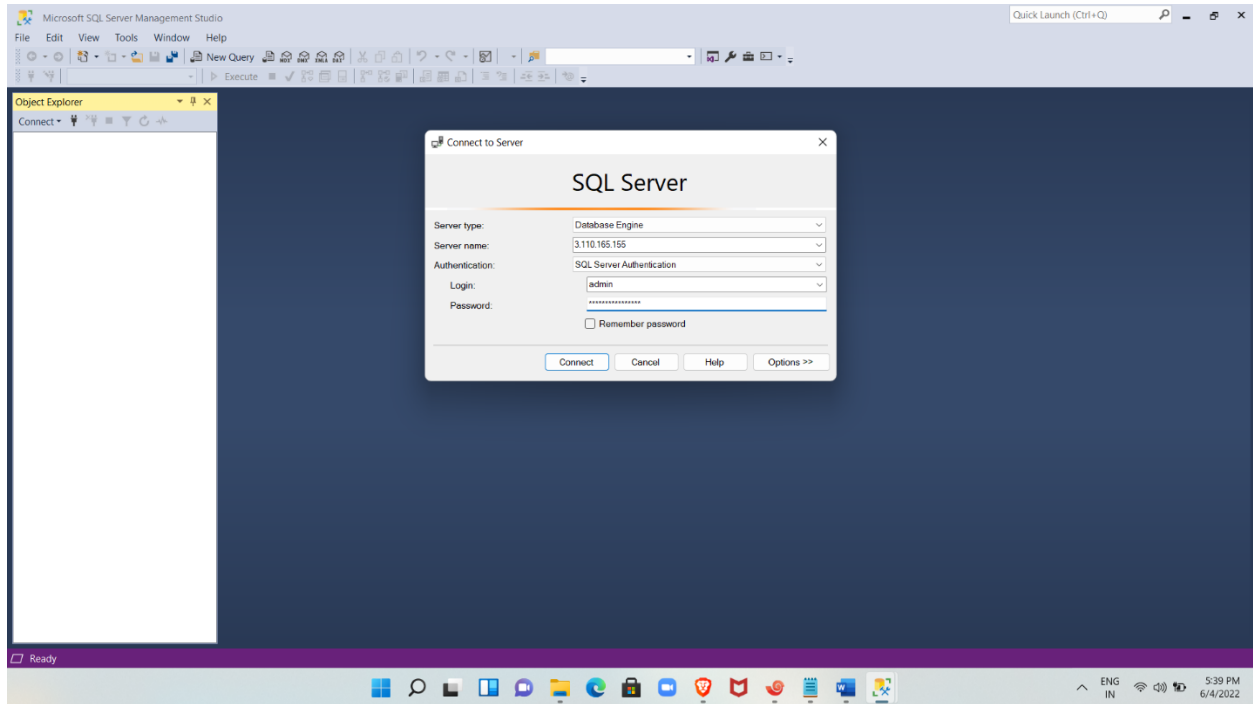 Microsoft SQL Server Management Studio
Quick Launch (Ctrl+Q)
File Edit View Tools Window Help
New Query
Execute
Object Explorer
Connect
Connect to Server
SQL Server
Server type: Database Engine
Server name: 3.110.165.155
Authentication: SQL Server Authentication
Login: admin
Password: ****************
Remember password
Connect Cancel Help Options >>
Ready
ENG
IN
5:39 PM
6/4/2022